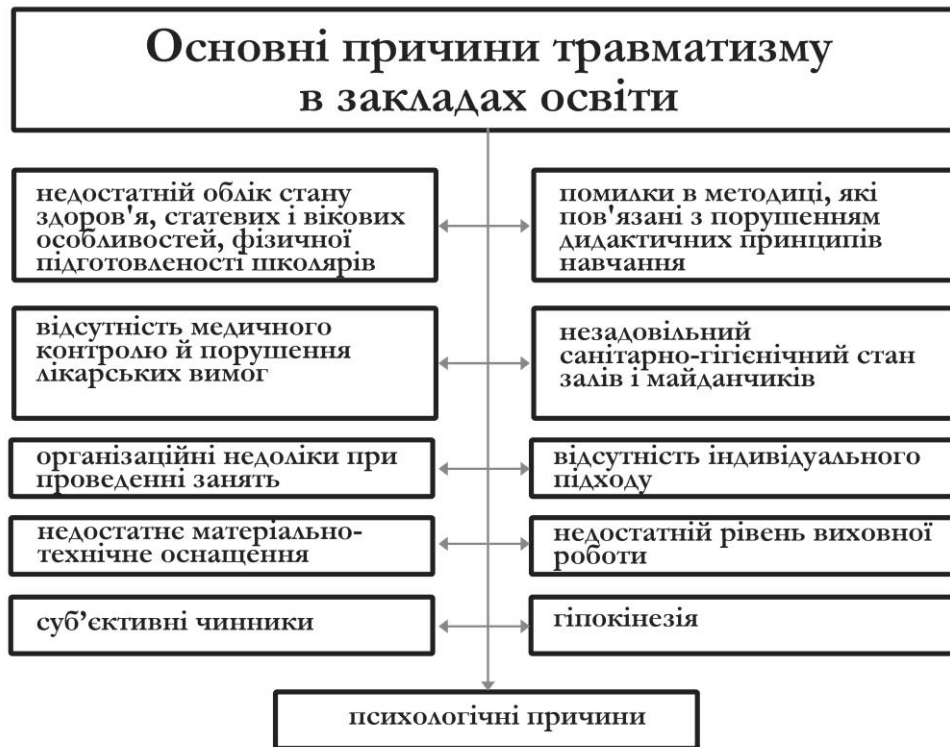 Основні причини травматизму
в закладах освіти
недостатній облік стану
здоров'я, статевих і вікових
особливостей, фізичної
підготовленості школярів
помилки в методиці, які
пов'язані з порушенням
дидактичних принципів
навчання
відсутність медичного
контролю й порушення
лікарських вимог
незадовільний
санітарно-гігієнічний стан
залів і майданчиків
організаційні недоліки при
проведенні занять
відсутність індивідуального
підходу
недостатнє матеріально-
технічне оснащення
недостатній рівень виховної
роботи
суб’єктивні чинники
гіпокінезія
психологічні причини